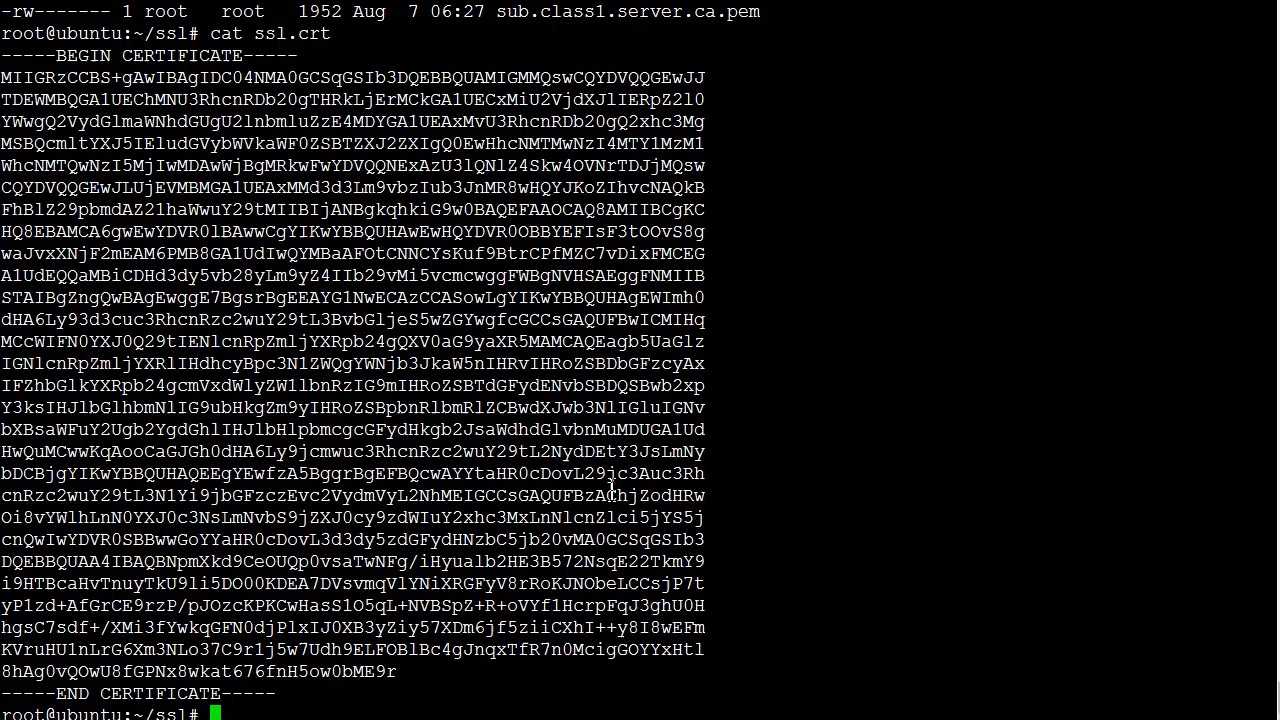 -rw------- 1 root   root   1952 Aug  7 06:27 sub.class1.server.ca.pem
root@ubuntu:~/ssl# cat ssl.crt
-----BEGIN CERTIFICATE-----
MIIGRzCCBS+gAwIBAgIDC04NMA0GCSqGSIb3DQEBBQUAMIGMMQswCQYDVQQGEwJJ
TDEWMBQGA1UEChMNU3RhcnRDb20gTHRkLjErMCkGA1UECxMiU2VjdXJlIERpZ2l0
YWwgQ2VydGlmaWNhdGUgU2lnbmluZzE4MDYGA1UEAxMvU3RhcnRDb20gQ2xhc3Mg
MSBQcmltYXJ5IEludGVybWVkaWF0ZSBTZXJ2ZXIgQ0EwHhcNMTMwNzI4MTY1MzM1
WhcNMTQwNzI5MjIwMDAwWjBgMRkwFwYDVQQNExAzU3lQNlZ4Skw4OVNrTDJjMQsw
CQYDVQQGEwJLUjEVMBMGA1UEAxMMd3d3Lm9vbzIub3JnMR8wHQYJKoZIhvcNAQkB
FhBlZ29pbmdAZ21haWwuY29tMIIBIjANBgkqhkiG9w0BAQEFAAOCAQ8AMIIBCgKC
HQ8EBAMCA6gwEwYDVR0lBAwwCgYIKwYBBQUHAwEwHQYDVR0OBBYEFIsF3tOOvS8g
waJvxXNjF2mEAM6PMB8GA1UdIwQYMBaAFOtCNNCYsKuf9BtrCPfMZC7vDixFMCEG
A1UdEQQaMBiCDHd3dy5vb28yLm9yZ4IIb29vMi5vcmcwggFWBgNVHSAEggFNMIIB
STAIBgZngQwBAgEwggE7BgsrBgEEAYG1NwECAzCCASowLgYIKwYBBQUHAgEWImh0
dHA6Ly93d3cuc3RhcnRzc2wuY29tL3BvbGljeS5wZGYwgfcGCCsGAQUFBwICMIHq
MCcWIFN0YXJ0Q29tIENlcnRpZmljYXRpb24gQXV0aG9yaXR5MAMCAQEagb5UaGlz
IGNlcnRpZmljYXRlIHdhcyBpc3N1ZWQgYWNjb3JkaW5nIHRvIHRoZSBDbGFzcyAx
IFZhbGlkYXRpb24gcmVxdWlyZW1lbnRzIG9mIHRoZSBTdGFydENvbSBDQSBwb2xp
Y3ksIHJlbGlhbmNlIG9ubHkgZm9yIHRoZSBpbnRlbmRlZCBwdXJwb3NlIGluIGNv
bXBsaWFuY2Ugb2YgdGhlIHJlbHlpbmcgcGFydHkgb2JsaWdhdGlvbnMuMDUGA1Ud
HwQuMCwwKqAooCaGJGh0dHA6Ly9jcmwuc3RhcnRzc2wuY29tL2NydDEtY3JsLmNy
bDCBjgYIKwYBBQUHAQEEgYEwfzA5BggrBgEFBQcwAYYtaHR0cDovL29jc3Auc3Rh
cnRzc2wuY29tL3N1Yi9jbGFzczEvc2VydmVyL2NhMEIGCCsGAQUFBzAChjZodHRw
Oi8vYWlhLnN0YXJ0c3NsLmNvbS9jZXJ0cy9zdWIuY2xhc3MxLnNlcnZlci5jYS5j
cnQwIwYDVR0SBBwwGoYYaHR0cDovL3d3dy5zdGFydHNzbC5jb20vMA0GCSqGSIb3
DQEBBQUAA4IBAQBNpmXkd9CeOUQp0vsaTwNFg/iHyualb2HE3B572NsqE22TkmY9
i9HTBcaHvTnuyTkU9li5DO00KDEA7DVsvmqVlYNiXRGFyV8rRoKJNObeLCCsjP7t
yP1zd+AfGrCE9rzP/pJOzcKPKCwHasS1O5qL+NVBSpZ+R+oVYf1HcrpFqJ3ghU0H
hgsC7sdf+/XMi3fYwkqGFN0djPlxIJ0XB3yZiy57XDm6jf5ziiCXhI++y8I8wEFm
KVruHU1nLrG6Xm3NLo37C9r1j5w7Udh9ELFOBlBc4gJnqxTfR7n0McigGOYYxHtl
8hAg0vQOwU8fGPNx8wkat676fnH5ow0bME9r
-----END CERTIFICATE-----
root@ubuntu:~/ssl#